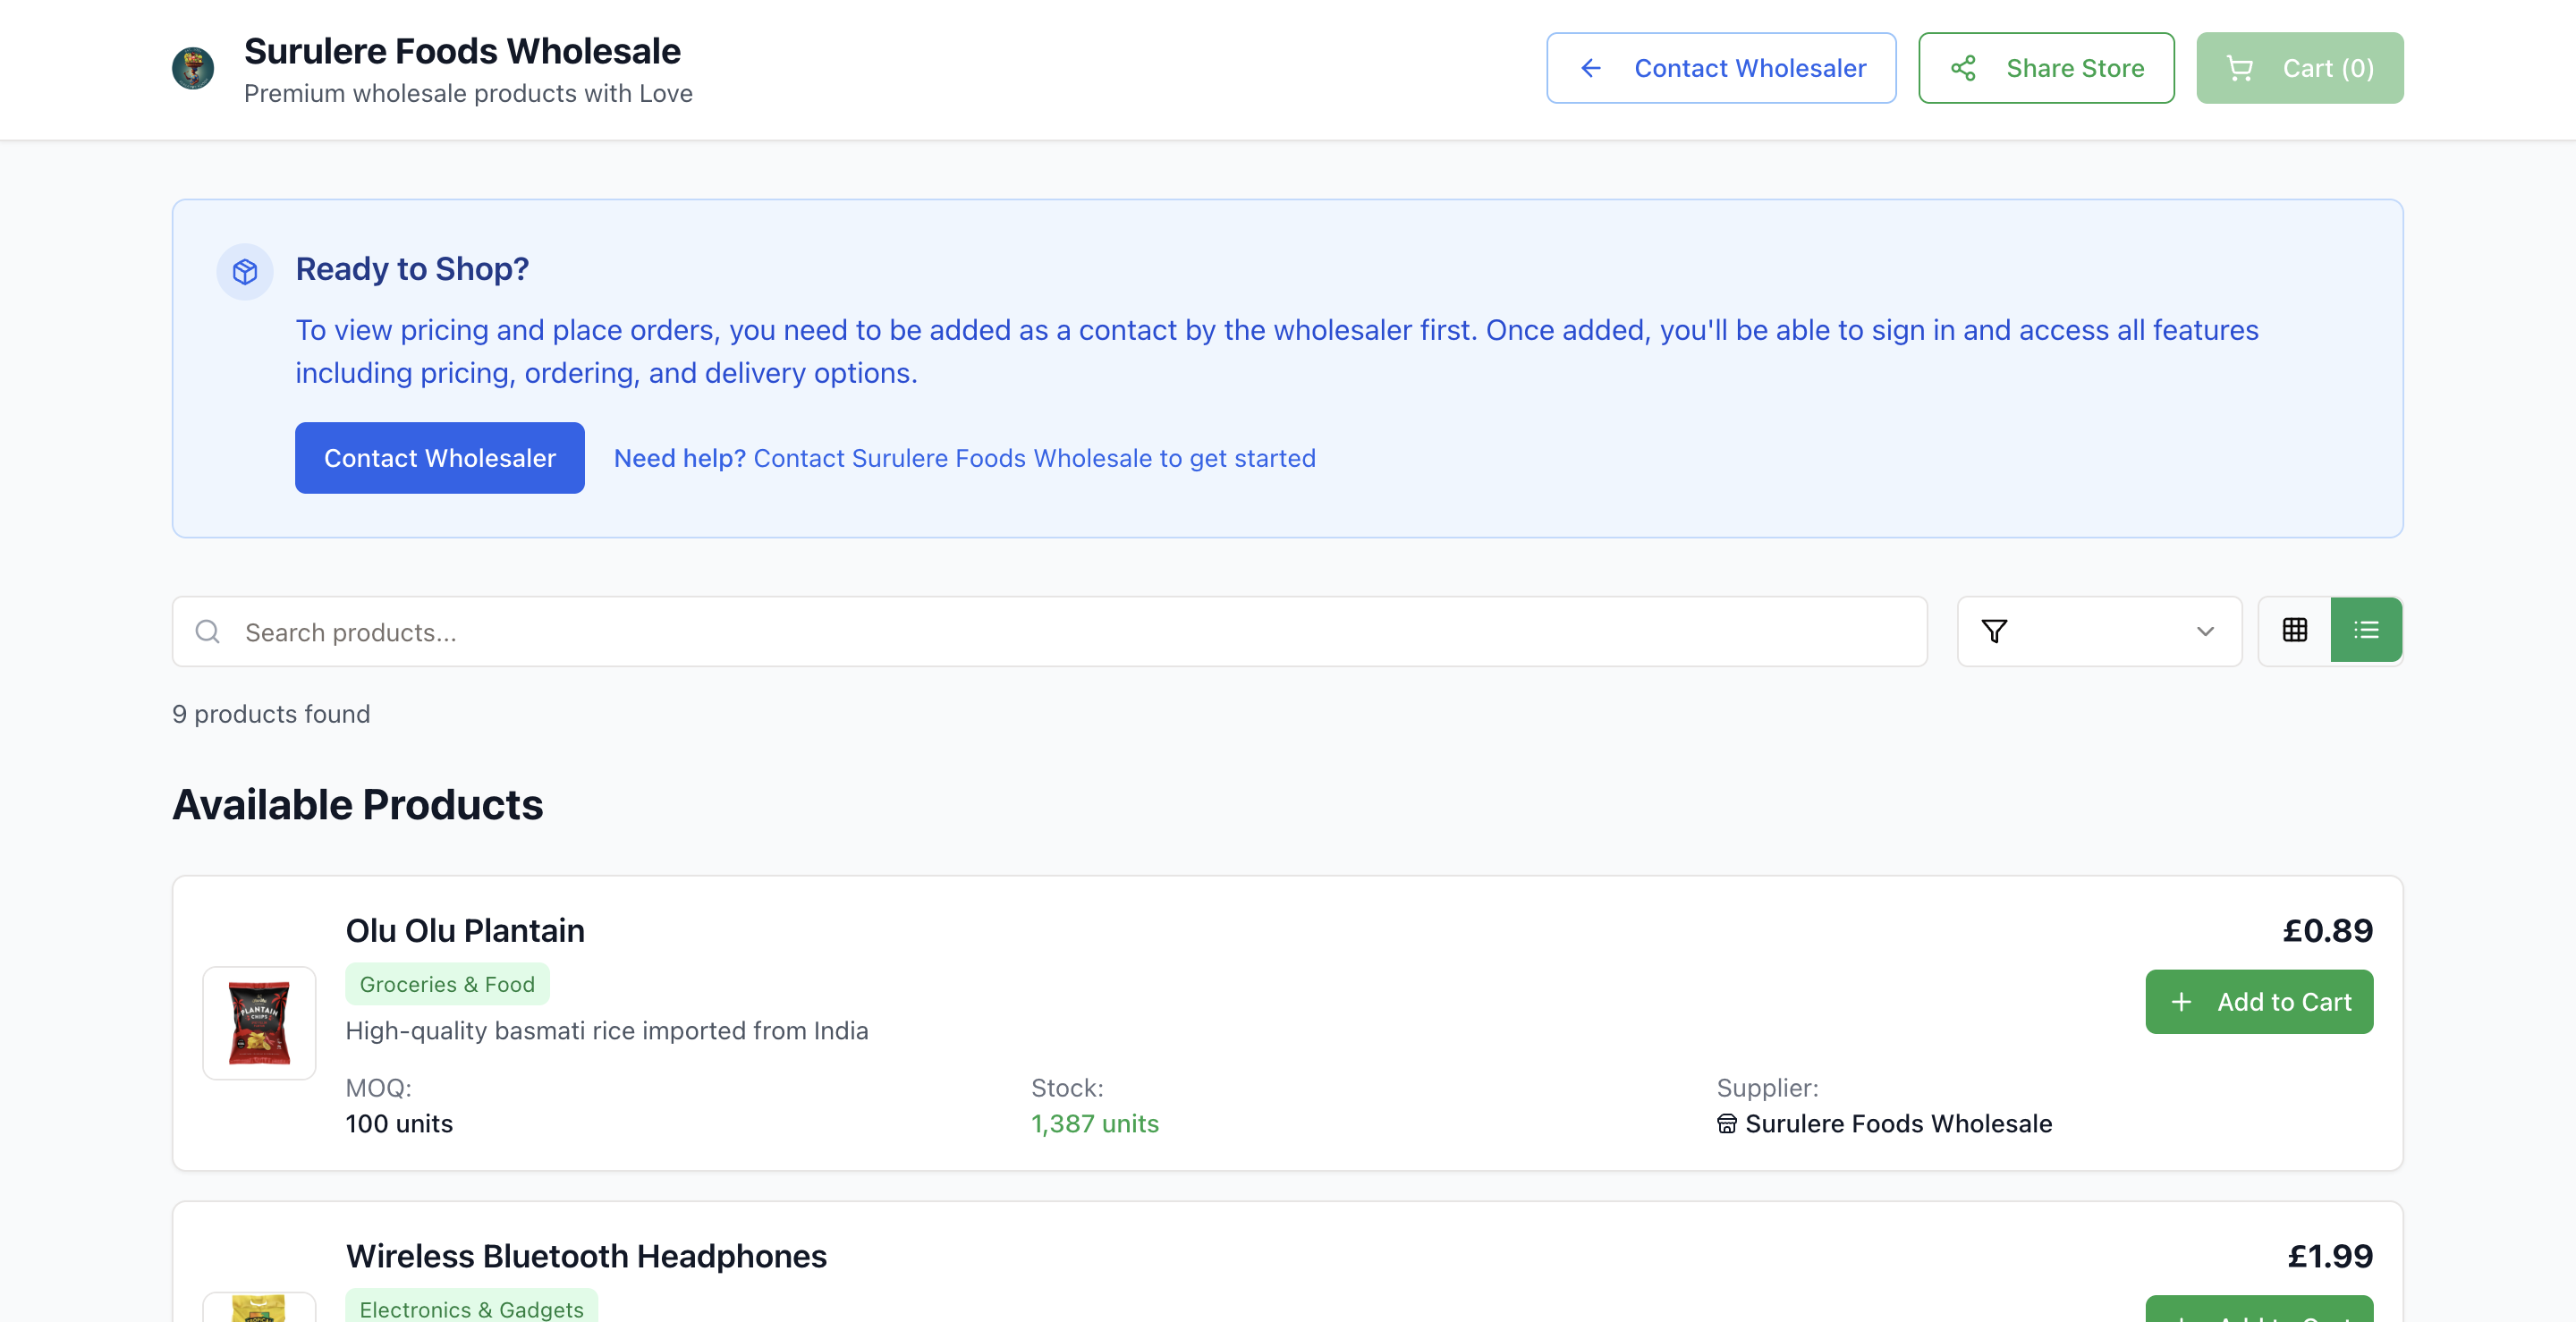 Surulere Foods Wholesale
Premium wholesale products with Love
Contact Wholesaler
Share Store
Cart (0)
Ready to Shop?
To view pricing and place orders, you need to be added as a contact by the wholesaler first. Once added, you'll be able to sign in and access all features
including pricing, ordering, and delivery options.
Contact Wholesaler
Need help? Contact Surulere Foods Wholesale to get started
Search products...
9 products found
Available Products
Olu Olu Plantain
£0.89
Groceries & Food
Add to Cart
High-quality basmati rice imported from India
PLANTAIN
CHIPS
MOQ:
Stock:
Supplier:
100 units
1,387 units
Surulere Foods Wholesale
Wireless Bluetooth Headphones
£1.99
Electronics & Gadgets
Add to Cart